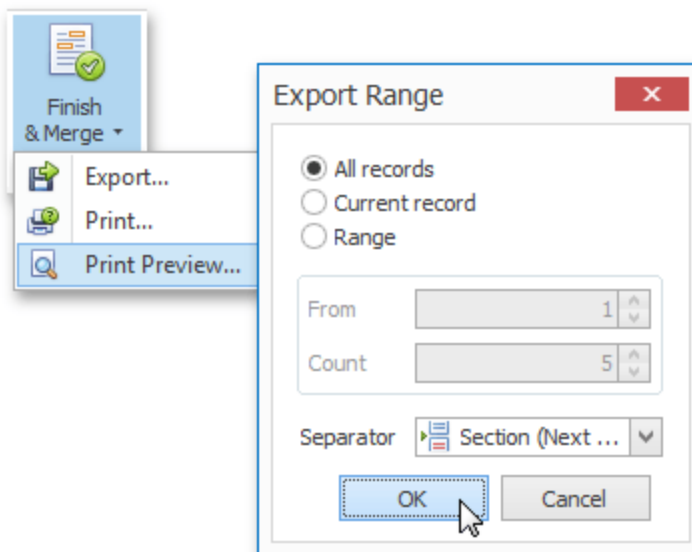 Finish
& Merge
Export...
Print...
Print Preview...
Export Range
All records
Current record
Range
From 1
Count 5
Separator Section (Next ...
OK Cancel